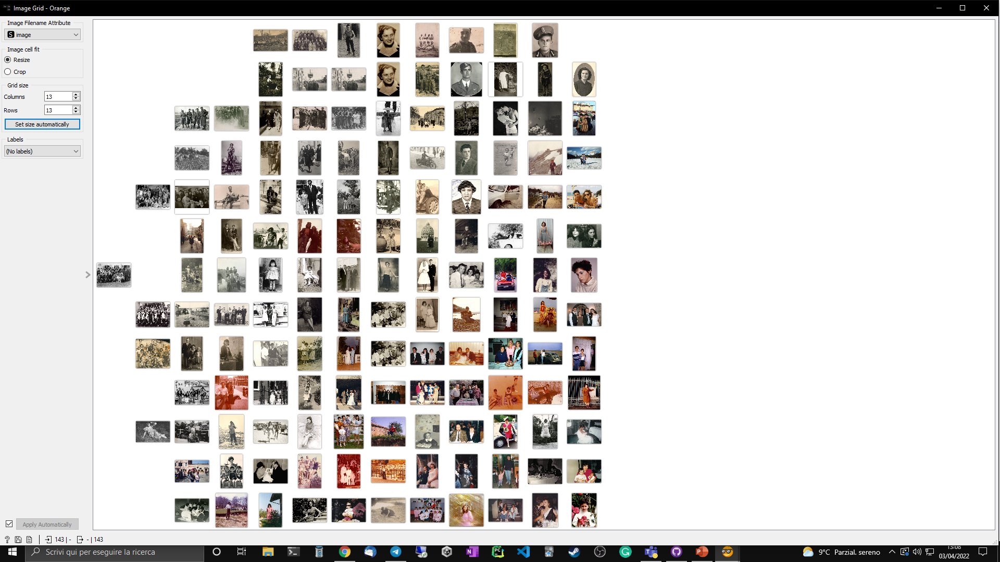 Image Grid - Orange
Image Filename Attribute
S image
Image cell fit
Resize
Crop
Grid size
Columns 13
Rows 13
Set size automatically
Labels
(No labels)
Apply Automatically
? 143 | - - | 143
Scrivi qui per eseguire la ricerca
9°C Parzial. sereno
13:08
03/04/2022